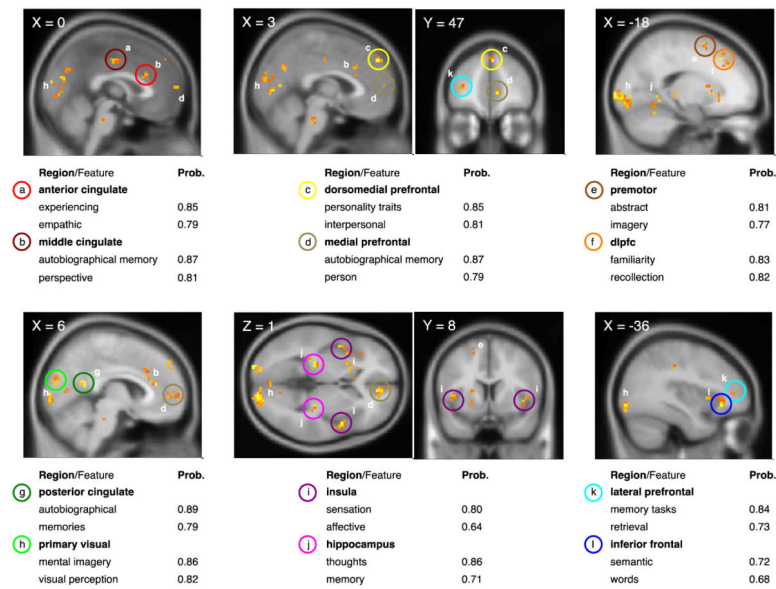 X = 0
X = 3
Y = 47
X = -18
a
b
h
d
c
b
h
d
c
k
d
e
f
h
j
Region/Feature Prob.
a anterior cingulate
experiencing 0.85
empathic 0.79
b middle cingulate
autobiographical memory 0.87
perspective 0.81
Region/Feature Prob.
c dorsomedial prefrontal
personality traits 0.85
interpersonal 0.81
d medial prefrontal
autobiographical memory 0.87
person 0.79
Region/Feature Prob.
e premotor
abstract 0.81
imagery 0.77
f dlpfc
familiarity 0.83
recollection 0.82
X = 6
Z = 1
Y = 8
X = -36
g
b
h
d
j
i
i
h
d
j
i
e
i
i
k
l
h
Region/Feature Prob.
g posterior cingulate
autobiographical 0.89
memories 0.79
h primary visual
mental imagery 0.86
visual perception 0.82
Region/Feature Prob.
i insula
sensation 0.80
affective 0.64
j hippocampus
thoughts 0.86
memory 0.71
Region/Feature Prob.
k lateral prefrontal
memory tasks 0.84
retrieval 0.73
l inferior frontal
semantic 0.72
words 0.68